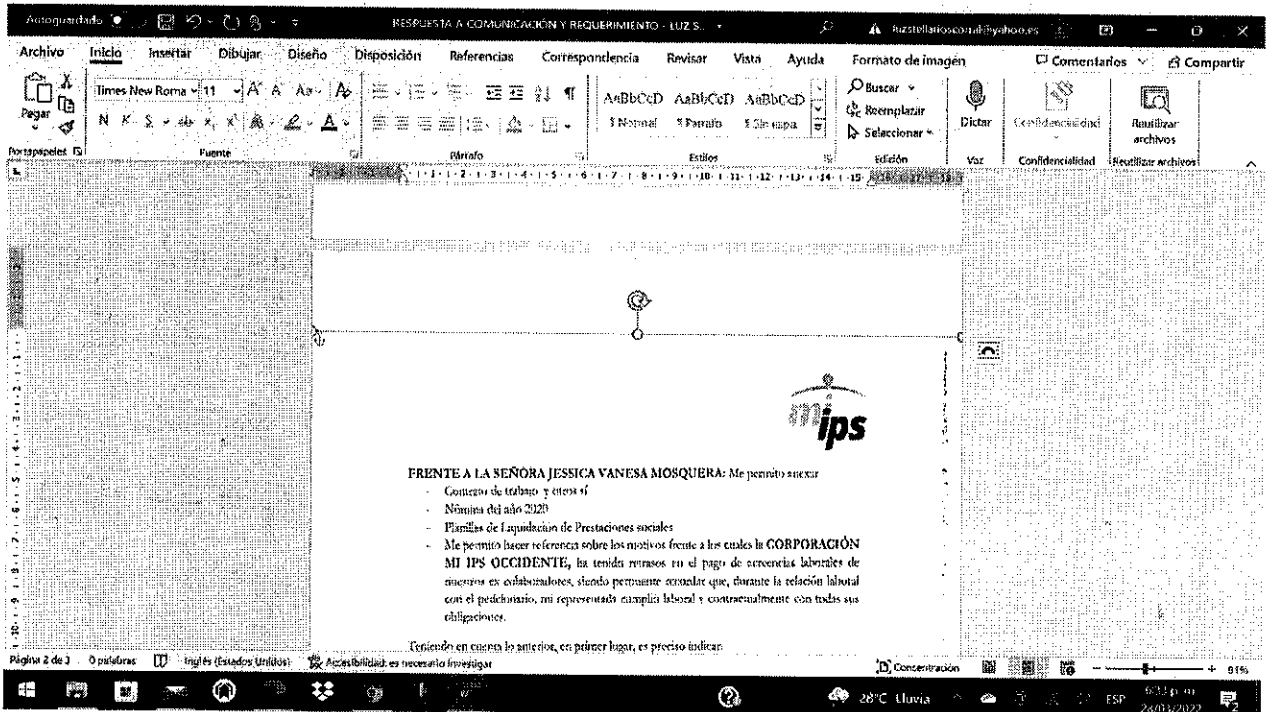 Autoguardado
RESPUESTA A COMUNICACIÓN Y REQUERIMIENTO - LUZ S...
Archivo Inicio Insertar Dibujar Diseño Disposición Referencias Correspondencia Revisar Vista Ayuda Formato de imagen Comentarios Compartir
Pegar
Times New Roma 11
N K S
AaBbCcD AaBbCcD AaBbCcD
¶ Normal ¶ Parrafo
Buscar
Reemplazar
Seleccionar
Dictar
Confidencialidad
Reutilizar archivos
Portapapeles Fuente Párrafo Estilos Edición Voz Confidencialidad Reutilizar archivos
mi ips
FRENTE A LA SEÑORA JESSICA VANESA MOSQUERA: Me permito anexar
- Contrato de trabajo y otros sí
- Nómina del año 2020
- Planillas de Liquidación de Prestaciones sociales
- Me permito hacer referencia sobre los motivos frente a los cuales la CORPORACIÓN
MI IPS OCCIDENTE, ha tenido retrasos en el pago de acreencias laborales de
nuestros ex colaboradores, siendo pertinente recordar que, durante la relación laboral
con el peticionario, mi representada cumplió laboral y contractualmente con todas sus
obligaciones.
Teniendo en cuenta lo anterior, en primer lugar, es preciso indicar:
Página 2 de 3 0 palabras Inglés (Estados Unidos) Accesibilidad: es necesario investigar Concentración 91%
28°C Lluvia ESP
28/03/2022